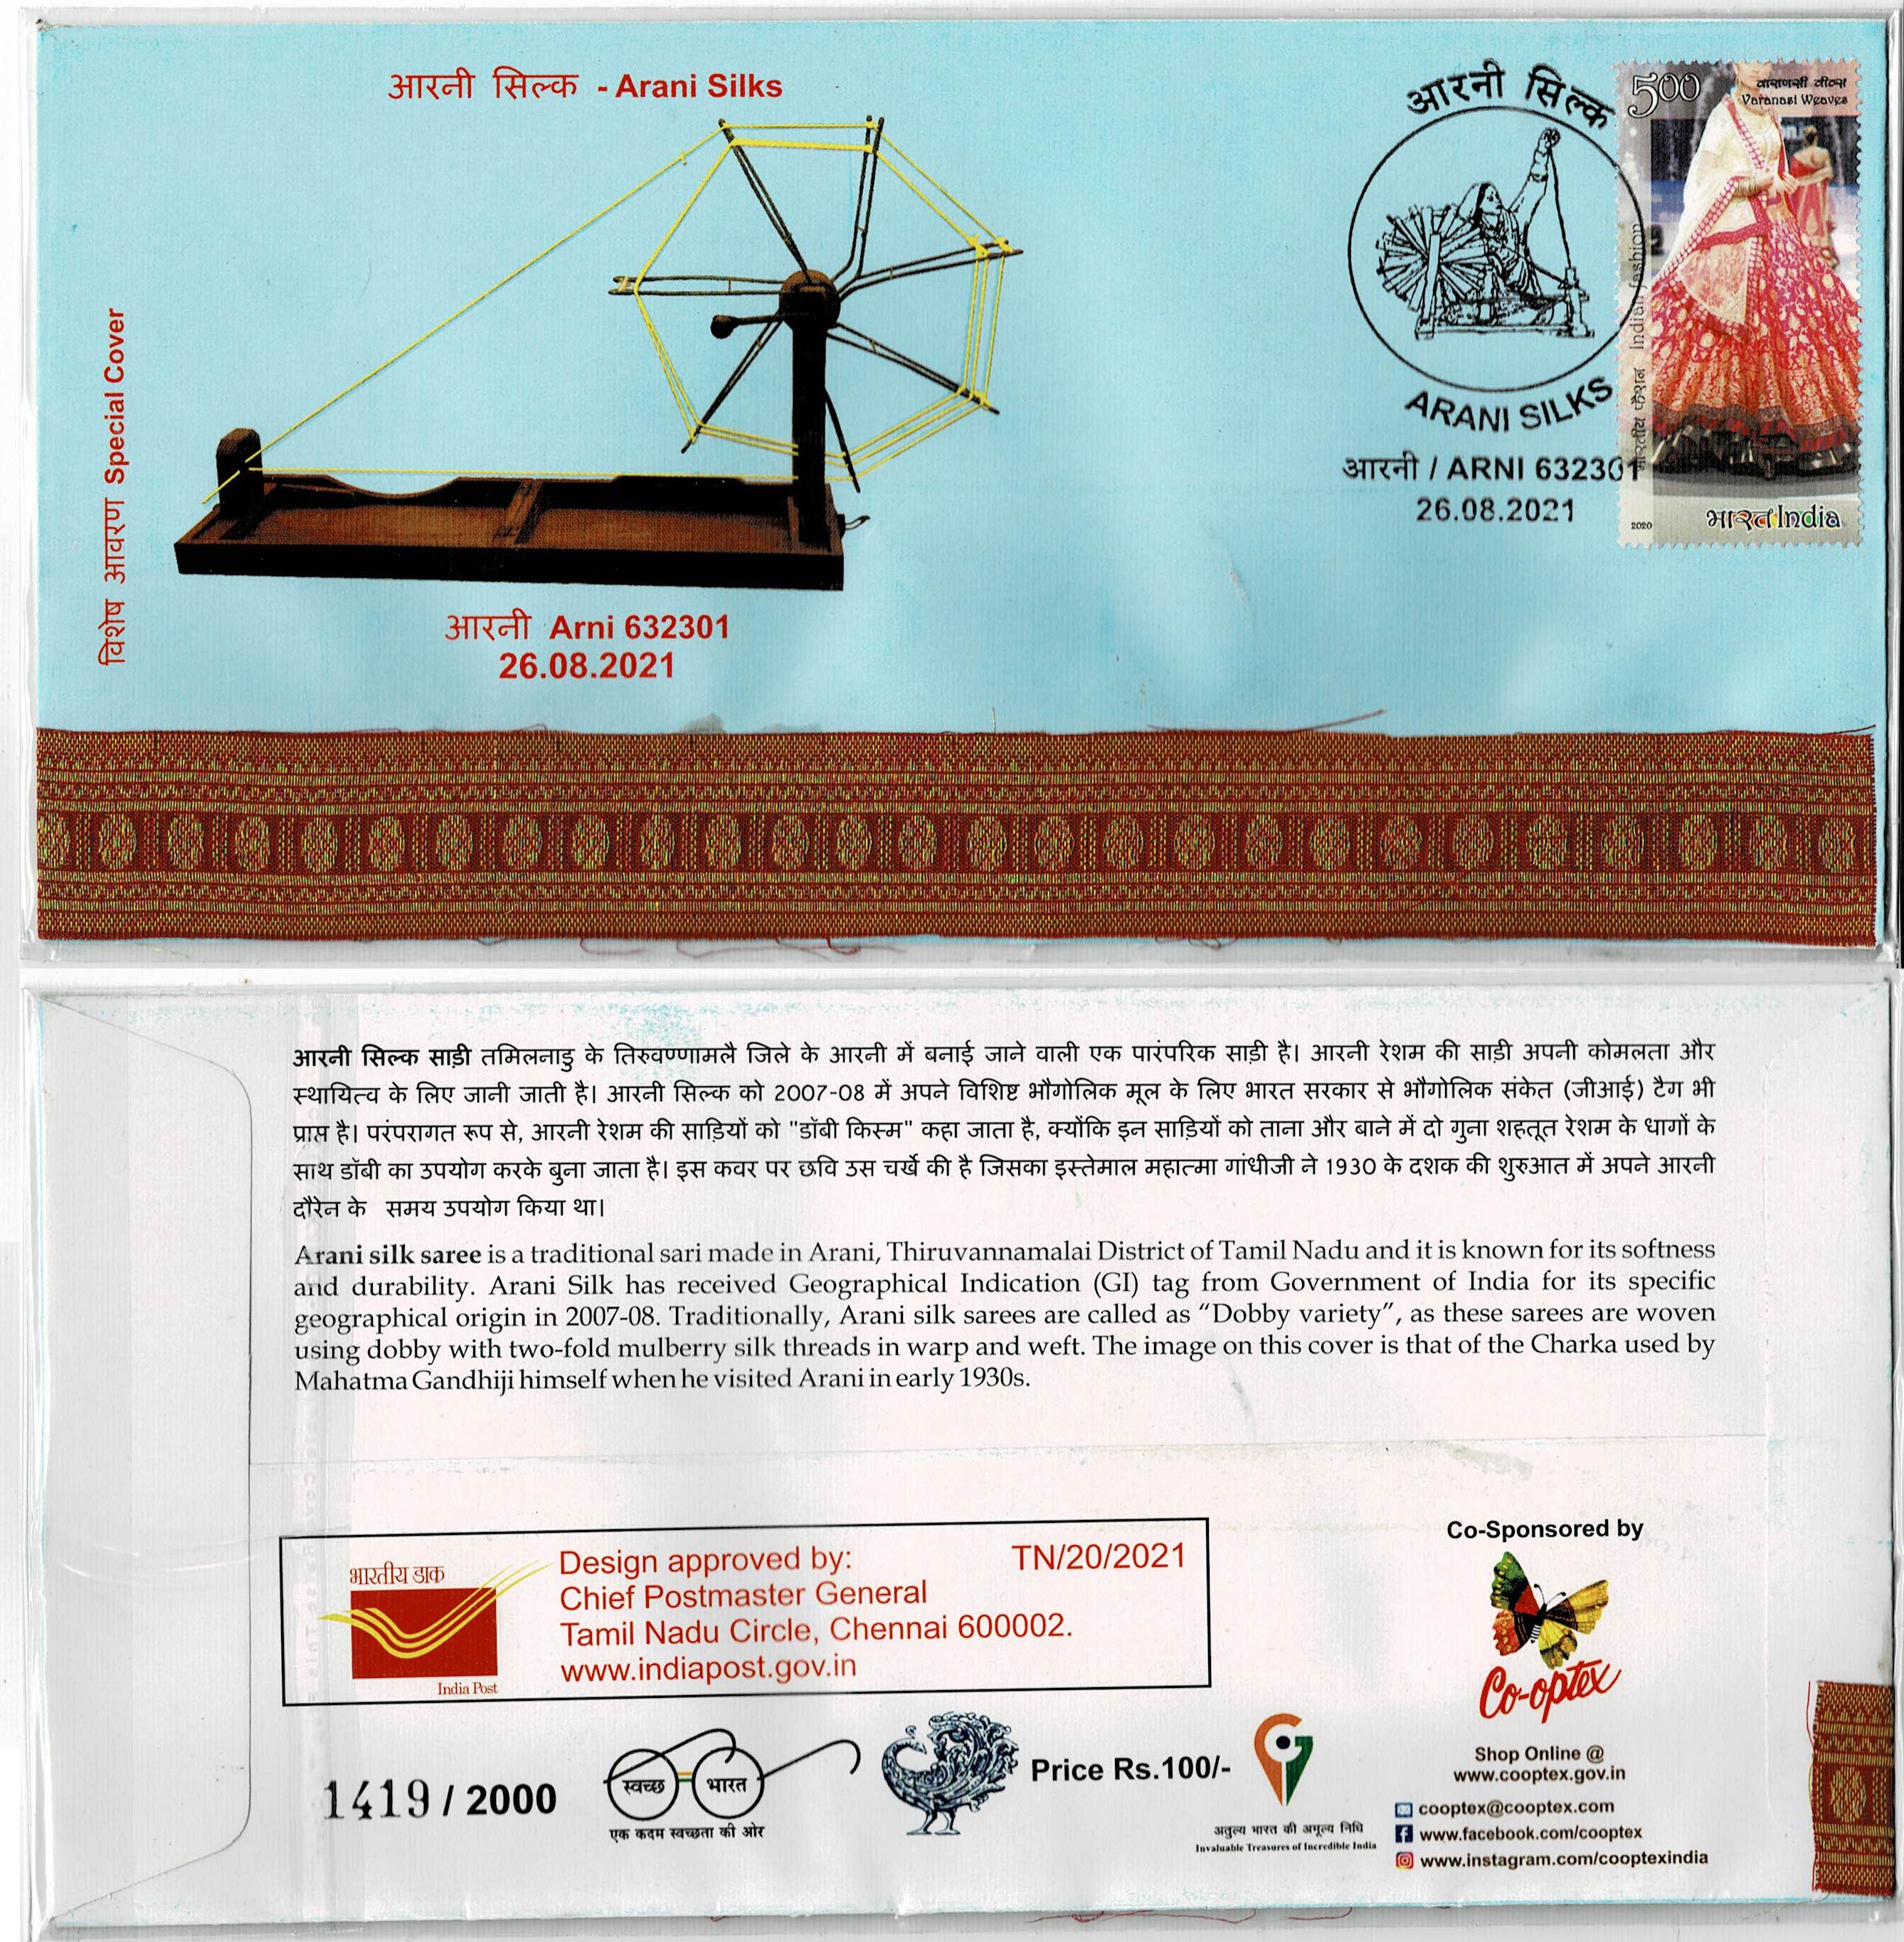 आरनी सिल्क - Arani Silks
विशेष आवरण Special Cover
आरनी Arni 632301
26.08.2021
आरनी सिल्क
ARANI SILKS
आरनी / ARNI 632301
26.08.2021
500
वाराणसी वीव्स
Varanasi Weaves
भारतीय फैशन Indian fashion
2020
भारत India
आरनी सिल्क साड़ी तमिलनाडु के तिरुवण्णामलै जिले के आरनी में बनाई जाने वाली एक पारंपरिक साड़ी है। आरनी रेशम की साड़ी अपनी कोमलता और
स्थायित्व के लिए जानी जाती है। आरनी सिल्क को 2007-08 में अपने विशिष्ट भौगोलिक मूल के लिए भारत सरकार से भौगोलिक संकेत (जीआई) टैग भी
प्राप्त है। परंपरागत रूप से, आरनी रेशम की साड़ियों को "डॉबी किस्म" कहा जाता है, क्योंकि इन साड़ियों को ताना और बाने में दो गुना शहतूत रेशम के धागों के
साथ डॉबी का उपयोग करके बुना जाता है। इस कवर पर छवि उस चर्खे की है जिसका इस्तेमाल महात्मा गांधीजी ने 1930 के दशक की शुरुआत में अपने आरनी
दौरेन के समय उपयोग किया था।
Arani silk saree is a traditional sari made in Arani, Thiruvannamalai District of Tamil Nadu and it is known for its softness
and durability. Arani Silk has received Geographical Indication (GI) tag from Government of India for its specific
geographical origin in 2007-08. Traditionally, Arani silk sarees are called as “Dobby variety”, as these sarees are woven
using dobby with two-fold mulberry silk threads in warp and weft. The image on this cover is that of the Charka used by
Mahatma Gandhiji himself when he visited Arani in early 1930s.
भारतीय डाक
India Post
Design approved by: TN/20/2021
Chief Postmaster General
Tamil Nadu Circle, Chennai 600002.
www.indiapost.gov.in
Co-Sponsored by
Co-optex
Shop Online @
www.cooptex.gov.in
cooptex@cooptex.com
www.facebook.com/cooptex
www.instagram.com/cooptexindia
1419 / 2000
स्वच्छ भारत
एक कदम स्वच्छता की ओर
Price Rs.100/-
अतुल्य भारत की अमूल्य निधि
Invaluable Treasures of Incredible India